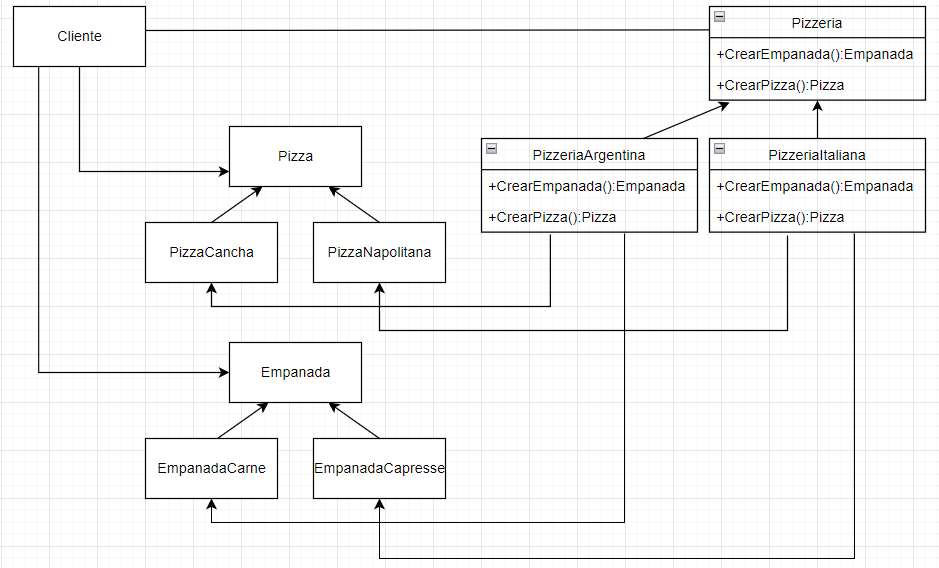 Cliente
Pizzeria
+CrearEmpanada():Empanada
+CrearPizza():Pizza
Pizza
PizzeriaArgentina
+CrearEmpanada():Empanada
+CrearPizza():Pizza
PizzeriaItaliana
+CrearEmpanada():Empanada
+CrearPizza():Pizza
PizzaCancha
PizzaNapolitana
Empanada
EmpanadaCarne
EmpanadaCapresse